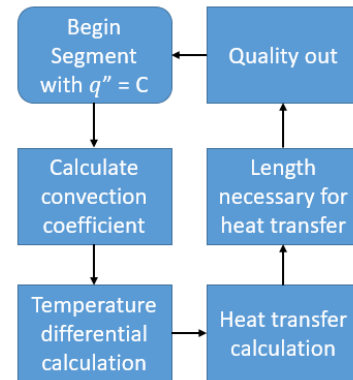 Begin
Segment
with q″ = C
Quality out
Calculate
convection
coefficient
Length
necessary for
heat transfer
Temperature
differential
calculation
Heat transfer
calculation